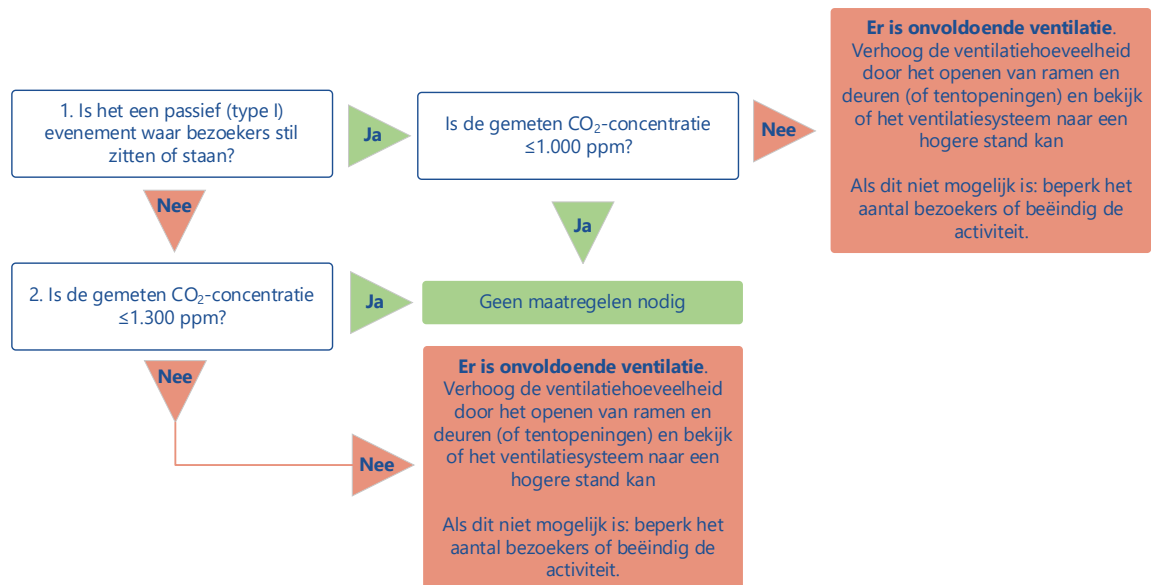 1. Is het een passief (type I)
evenement waar bezoekers stil
zitten of staan?
Ja
Is de gemeten CO₂-concentratie
≤1.000 ppm?
Nee
Er is onvoldoende ventilatie.
Verhoog de ventilatiehoeveelheid
door het openen van ramen en
deuren (of tentopeningen) en bekijk
of het ventilatiesysteem naar een
hogere stand kan
Als dit niet mogelijk is: beperk het
aantal bezoekers of beëindig de
activiteit.
Nee
Ja
2. Is de gemeten CO₂-concentratie
≤1.300 ppm?
Ja
Geen maatregelen nodig
Nee
Nee
Er is onvoldoende ventilatie.
Verhoog de ventilatiehoeveelheid
door het openen van ramen en
deuren (of tentopeningen) en bekijk
of het ventilatiesysteem naar een
hogere stand kan
Als dit niet mogelijk is: beperk het
aantal bezoekers of beëindig de
activiteit.